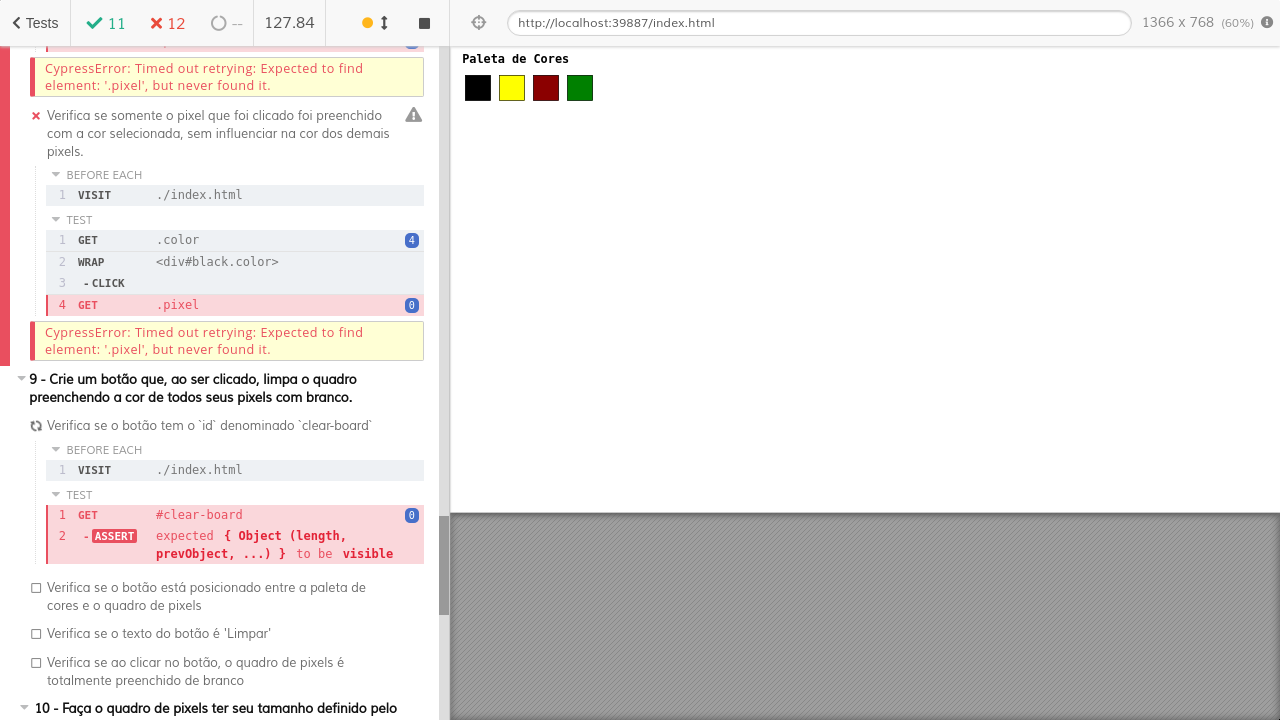 Tests 11 12 -- 127.84
http://localhost:39887/index.html 1366 x 768 (60%)
CypressError: Timed out retrying: Expected to find
element: '.pixel', but never found it.
Verifica se somente o pixel que foi clicado foi preenchido
com a cor selecionada, sem influenciar na cor dos demais
pixels.
BEFORE EACH
1 VISIT ./index.html
TEST
1 GET .color 4
2 WRAP <div#black.color>
3 - CLICK
4 GET .pixel 0
CypressError: Timed out retrying: Expected to find
element: '.pixel', but never found it.
9 - Crie um botão que, ao ser clicado, limpa o quadro
preenchendo a cor de todos seus pixels com branco.
Verifica se o botão tem o `id` denominado `clear-board`
BEFORE EACH
1 VISIT ./index.html
TEST
1 GET #clear-board 0
2 - ASSERT expected { Object (length,
prevObject, ...) } to be visible
Verifica se o botão está posicionado entre a paleta de
cores e o quadro de pixels
Verifica se o texto do botão é 'Limpar'
Verifica se ao clicar no botão, o quadro de pixels é
totalmente preenchido de branco
10 - Faça o quadro de pixels ter seu tamanho definido pelo
Paleta de Cores